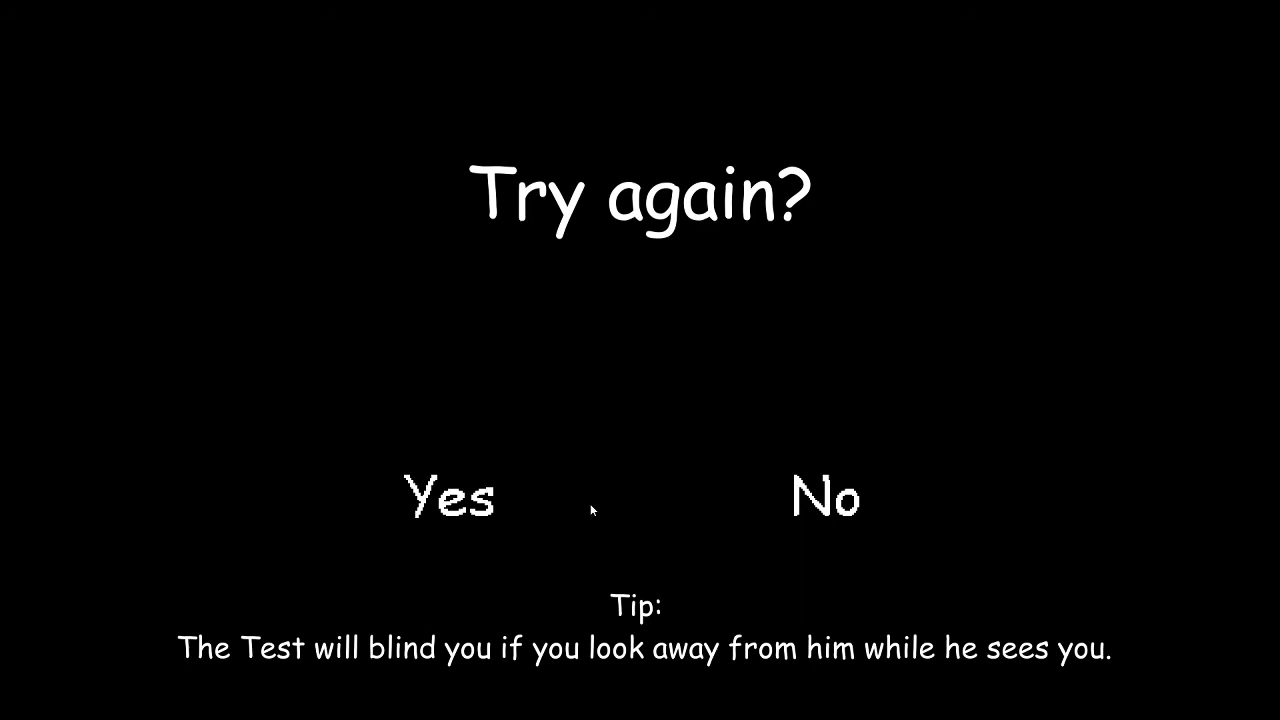 Try again?
Yes No
Tip:
The Test will blind you if you look away from him while he sees you.